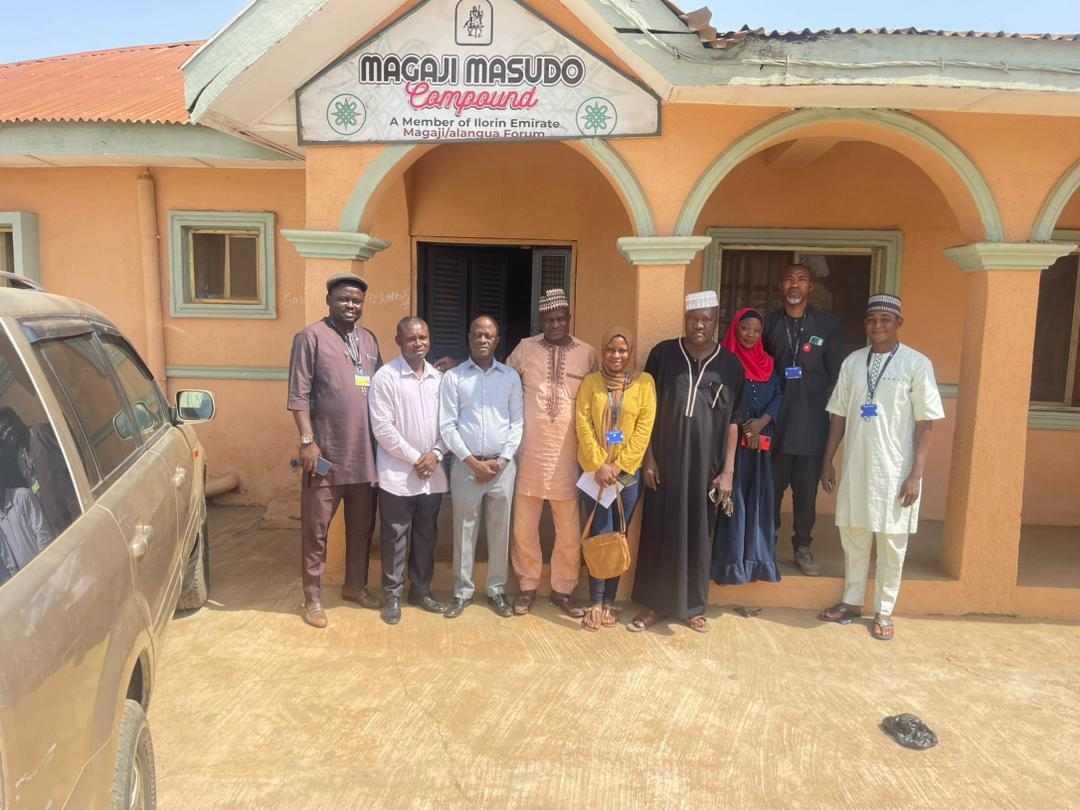 MAGAJI MASUDO
Compound
A Member of Ilorin Emirate
Magaji/alangua Forum